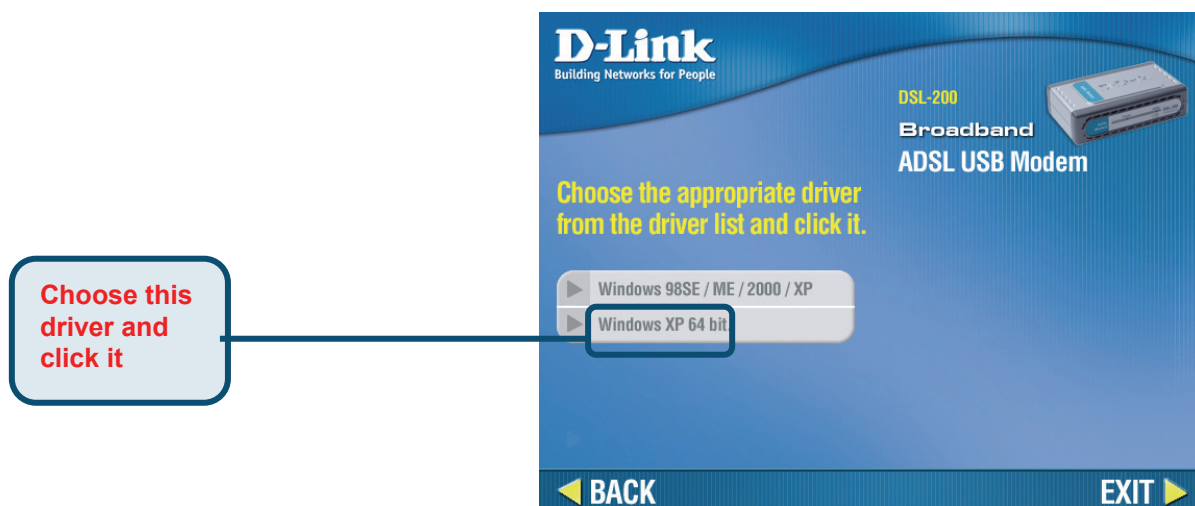 D-Link
Building Networks for People
DSL-200
Broadband
ADSL USB Modem
Choose the appropriate driver
from the driver list and click it.
Windows 98SE / ME / 2000 / XP
Windows XP 64 bit.
Choose this
driver and
click it
BACK
EXIT